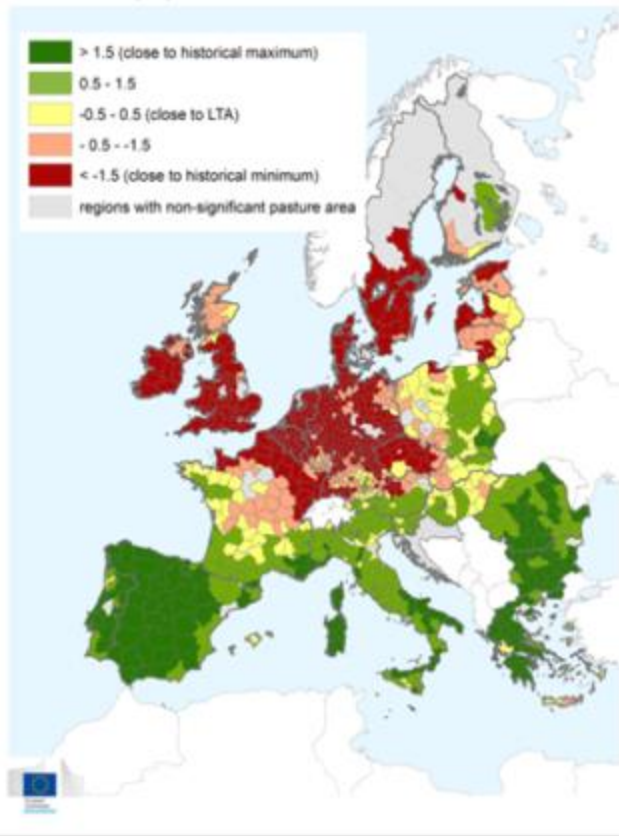 > 1.5 (close to historical maximum)
0.5 - 1.5
-0.5 - 0.5 (close to LTA)
- 0.5 - -1.5
< -1.5 (close to historical minimum)
regions with non-significant pasture area